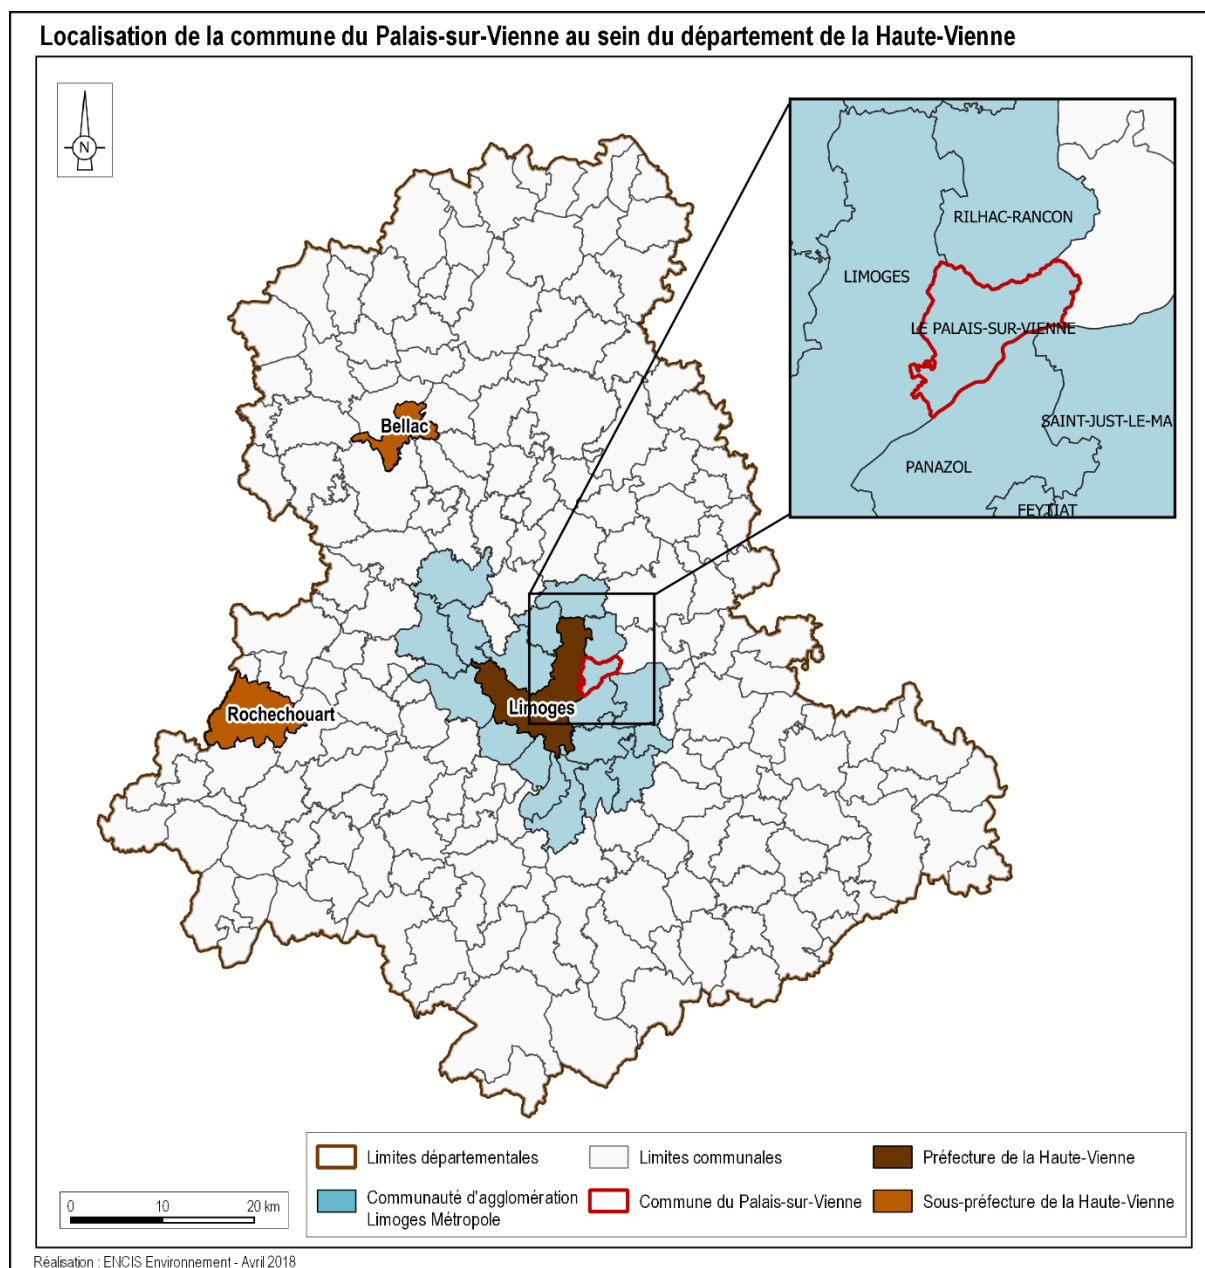 Localisation de la commune du Palais-sur-Vienne au sein du département de la Haute-Vienne
N
RILHAC-RANCON
LIMOGES
LE PALAIS-SUR-VIENNE
SAINT-JUST-LE-MA
PANAZOL
FEYTIAT
Bellac
Rochechouart
Limoges
Limites départementales
Limites communales
Préfecture de la Haute-Vienne
Communauté d'agglomération
Limoges Métropole
Commune du Palais-sur-Vienne
Sous-préfecture de la Haute-Vienne
0 10 20 km
Réalisation : ENCIS Environnement - Avril 2018